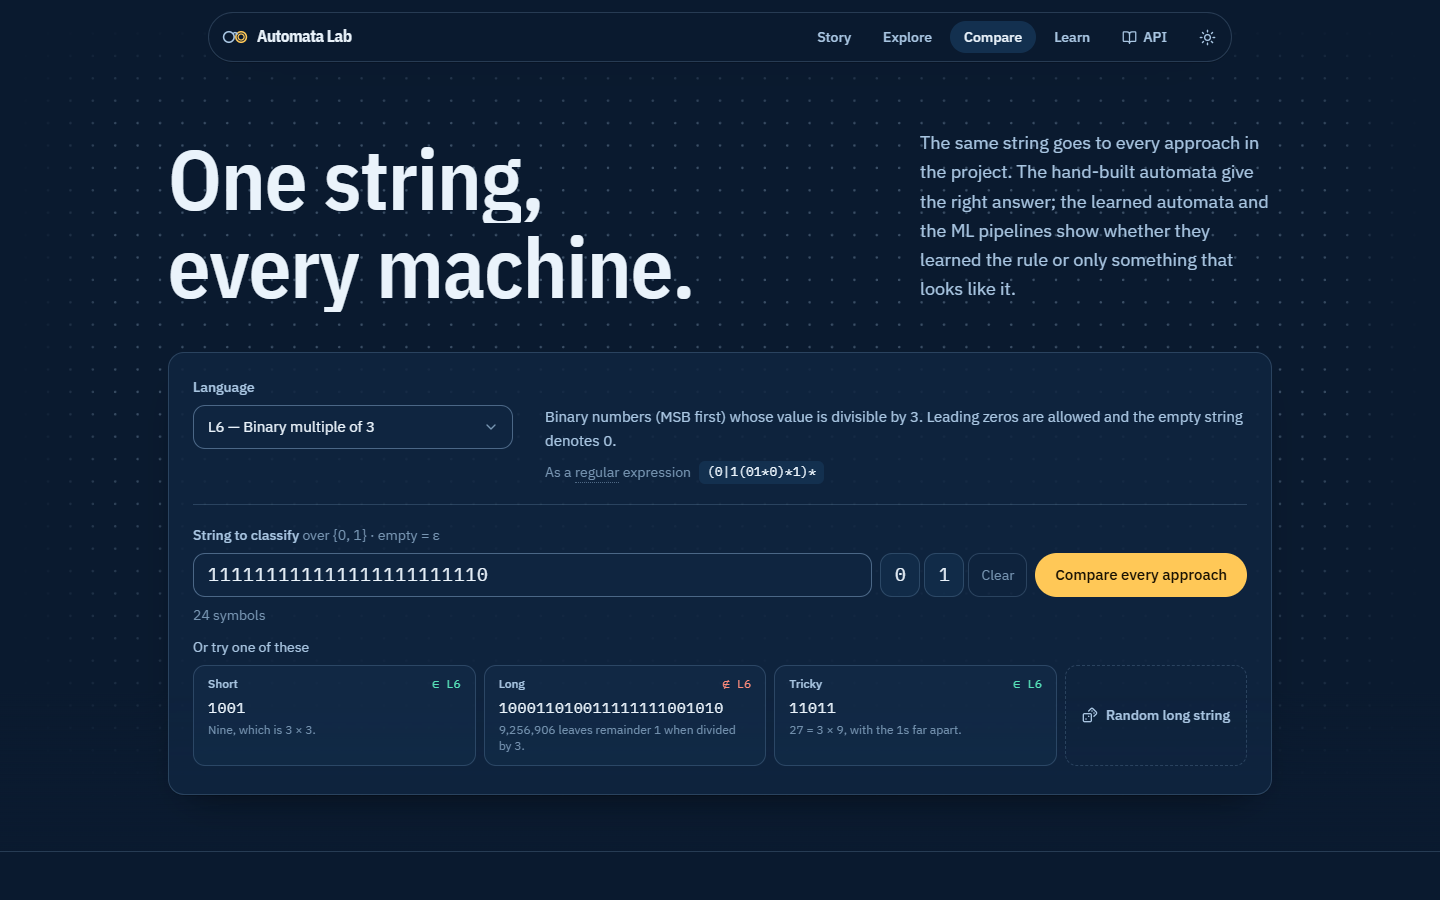 Automata Lab
Story
Explore
Compare
Learn
API
One string,
every machine.
The same string goes to every approach in
the project. The hand-built automata give
the right answer; the learned automata and
the ML pipelines show whether they
learned the rule or only something that
looks like it.
Language
L6 — Binary multiple of 3
Binary numbers (MSB first) whose value is divisible by 3. Leading zeros are allowed and the empty string
denotes 0.
As a regular expression (0|1(01*0)*1)*
String to classify over {0, 1} · empty = ε
111111111111111111111110
0
1
Clear
Compare every approach
24 symbols
Or try one of these
Short ∈ L6
1001
Nine, which is 3 × 3.
Long ∉ L6
100011010011111111001010
9,256,906 leaves remainder 1 when divided
by 3.
Tricky ∈ L6
11011
27 = 3 × 9, with the 1s far apart.
Random long string